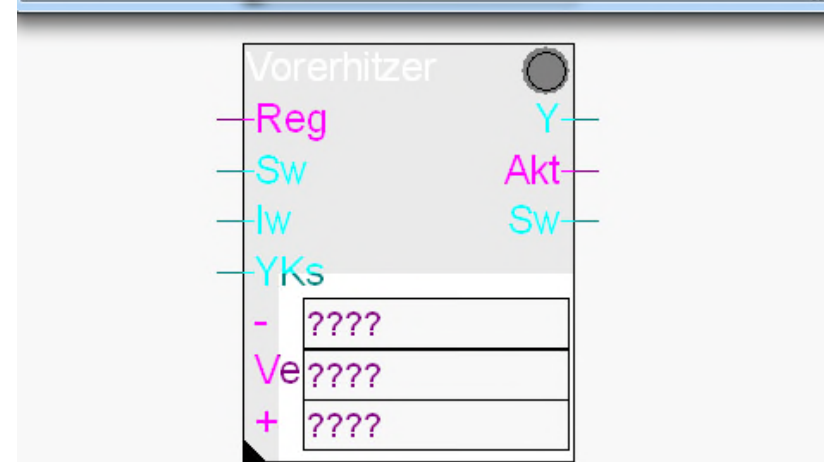 Vorerhitzer
Reg Y
Sw Akt
Iw Sw
YKs
- ????
Ve ????
+ ????